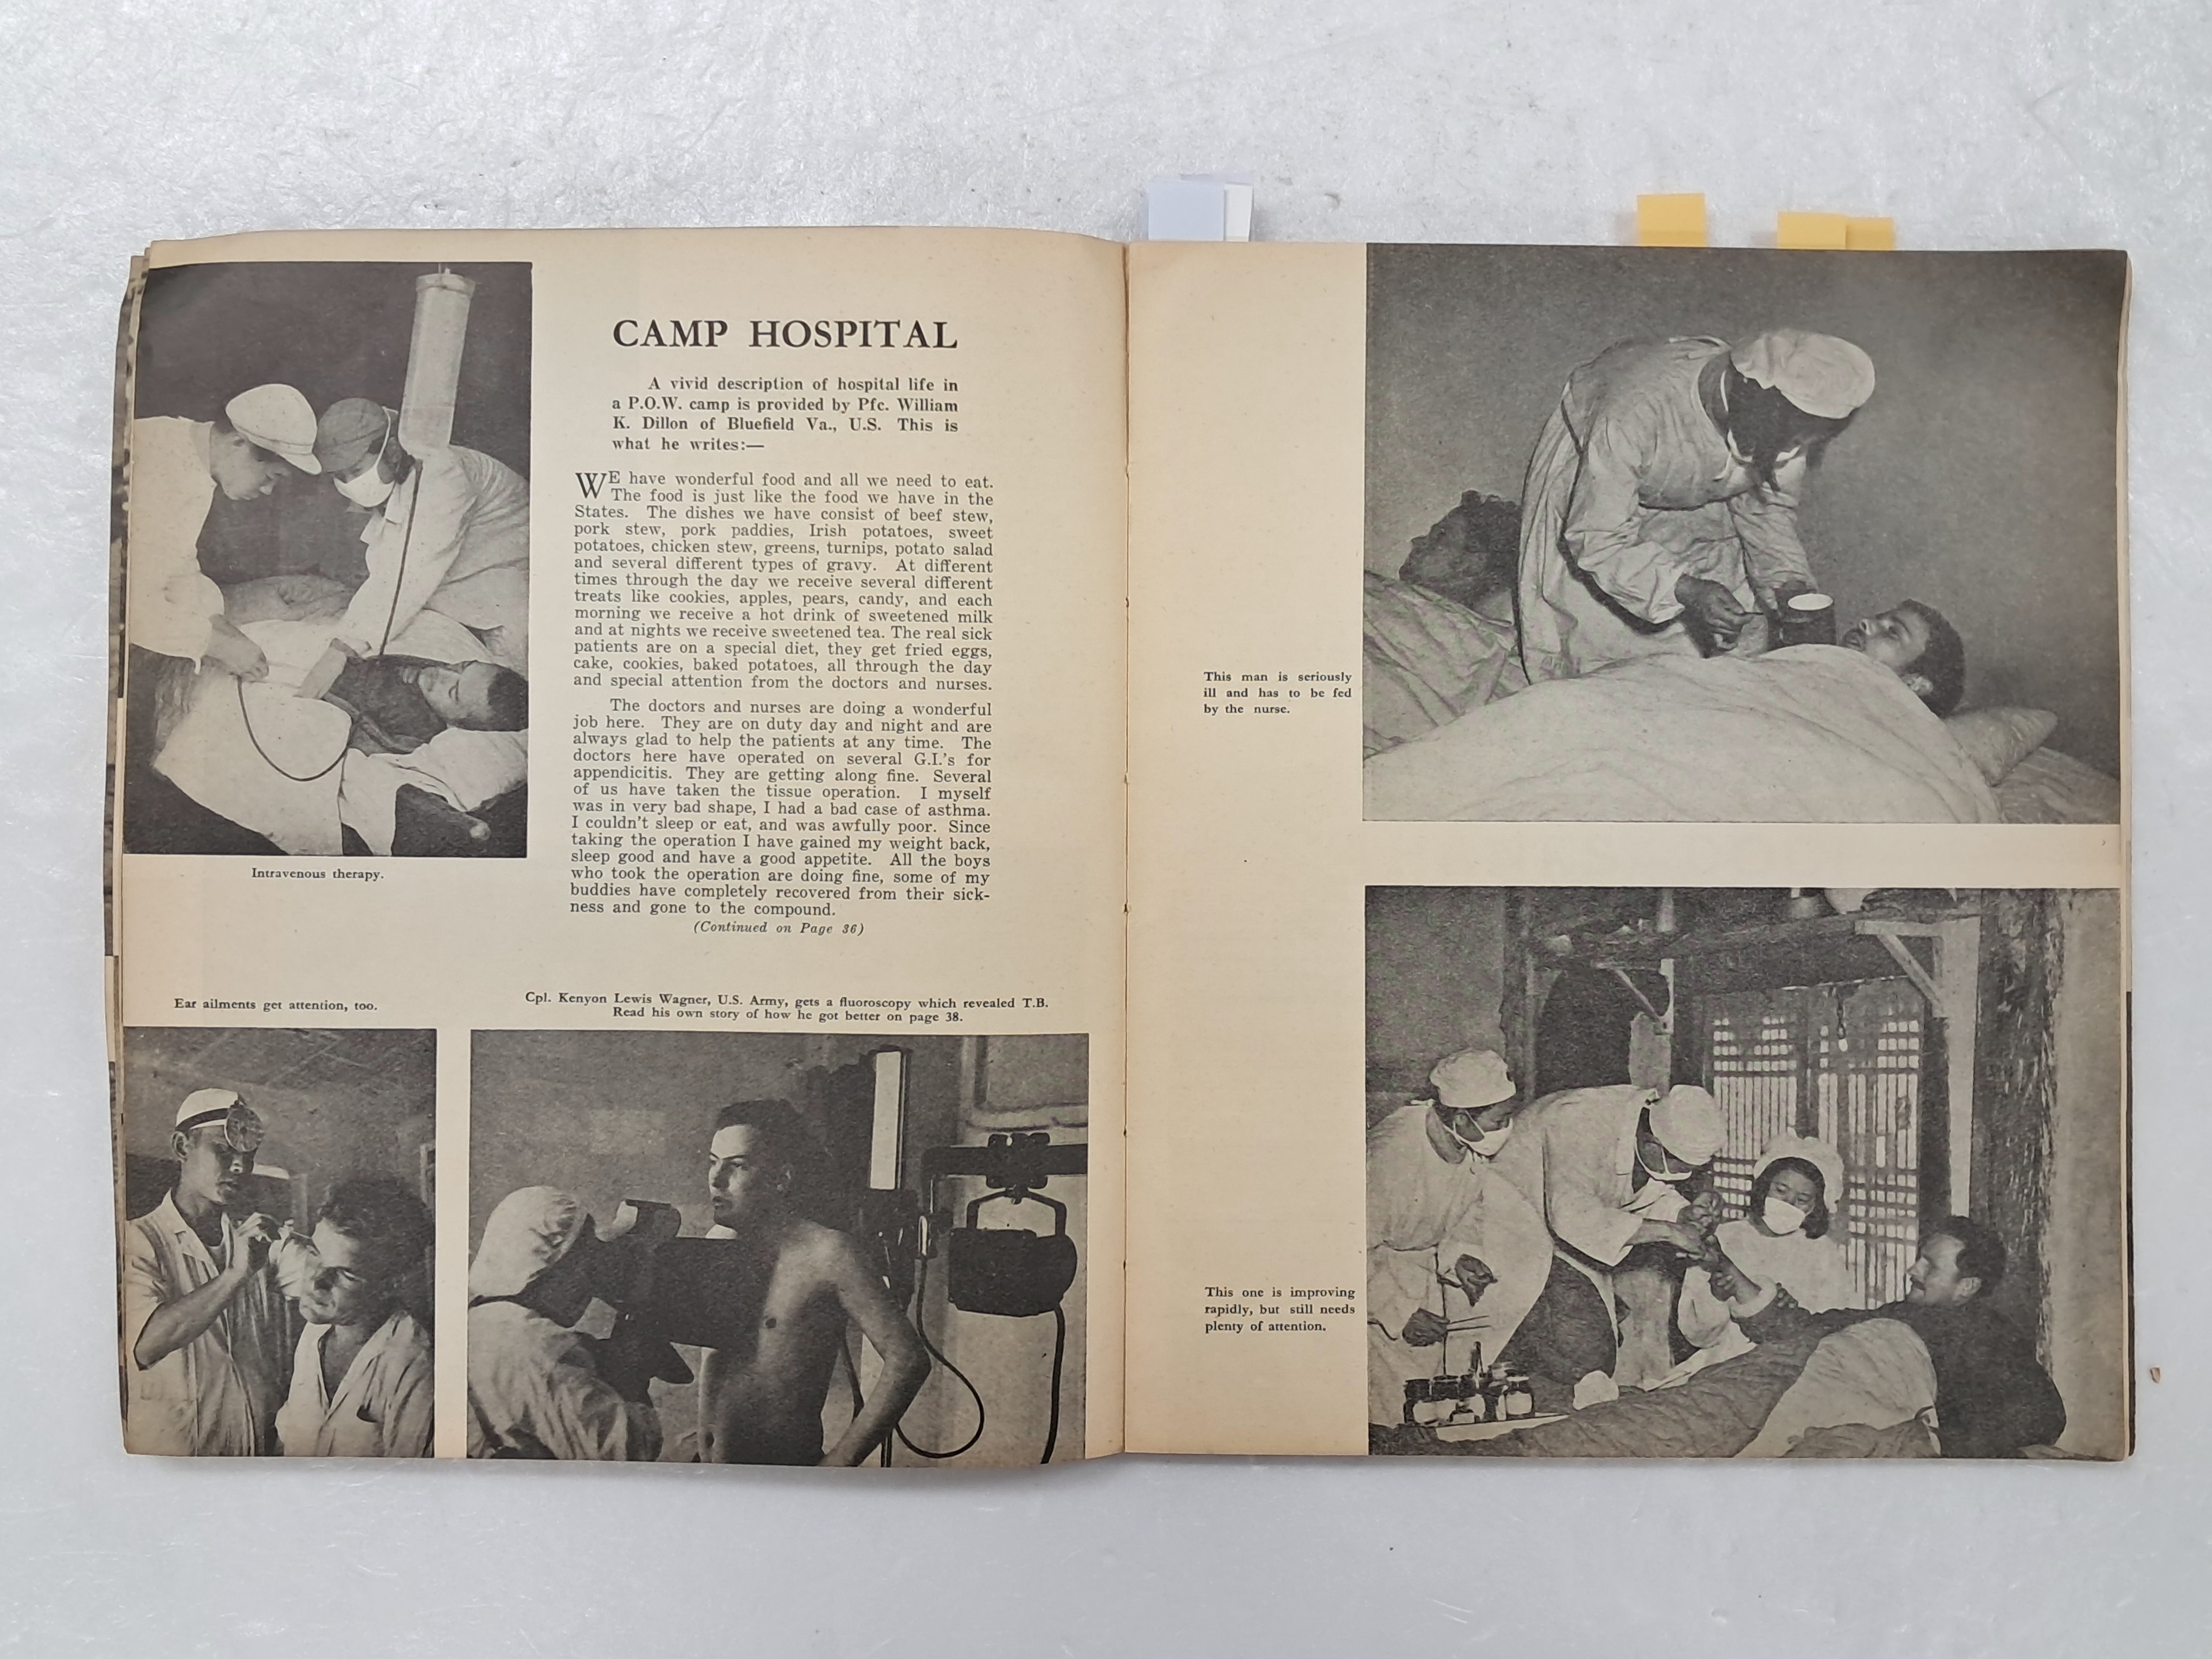 CAMP HOSPITAL
A vivid description of hospital life in
a P.O.W. camp is provided by Pfc. William
K. Dillon of Bluefield Va., U.S. This is
what he writes:—
WE have wonderful food and all we need to eat.
The food is just like the food we have in the
States. The dishes we have consist of beef stew,
pork stew, pork paddies, Irish potatoes, sweet
potatoes, chicken stew, greens, turnips, potato salad
and several different types of gravy. At different
times through the day we receive several different
treats like cookies, apples, pears, candy, and each
morning we receive a hot drink of sweetened milk
and at nights we receive sweetened tea. The real sick
patients are on a special diet, they get fried eggs,
cake, cookies, baked potatoes, all through the day
and special attention from the doctors and nurses.
The doctors and nurses are doing a wonderful
job here. They are on duty day and night and are
always glad to help the patients at any time. The
doctors here have operated on several G.I.'s for
appendicitis. They are getting along fine. Several
of us have taken the tissue operation. I myself
was in very bad shape, I had a bad case of asthma.
I couldn't sleep or eat, and was awfully poor. Since
taking the operation I have gained my weight back,
sleep good and have a good appetite. All the boys
who took the operation are doing fine, some of my
buddies have completely recovered from their sick-
ness and gone to the compound.
(Continued on Page 36)
Intravenous therapy.
Ear ailments get attention, too.
Cpl. Kenyon Lewis Wagner, U.S. Army, gets a fluoroscopy which revealed T.B.
Read his own story of how he got better on page 38.
This man is seriously
ill and has to be fed
by the nurse.
This one is improving
rapidly, but still needs
plenty of attention.